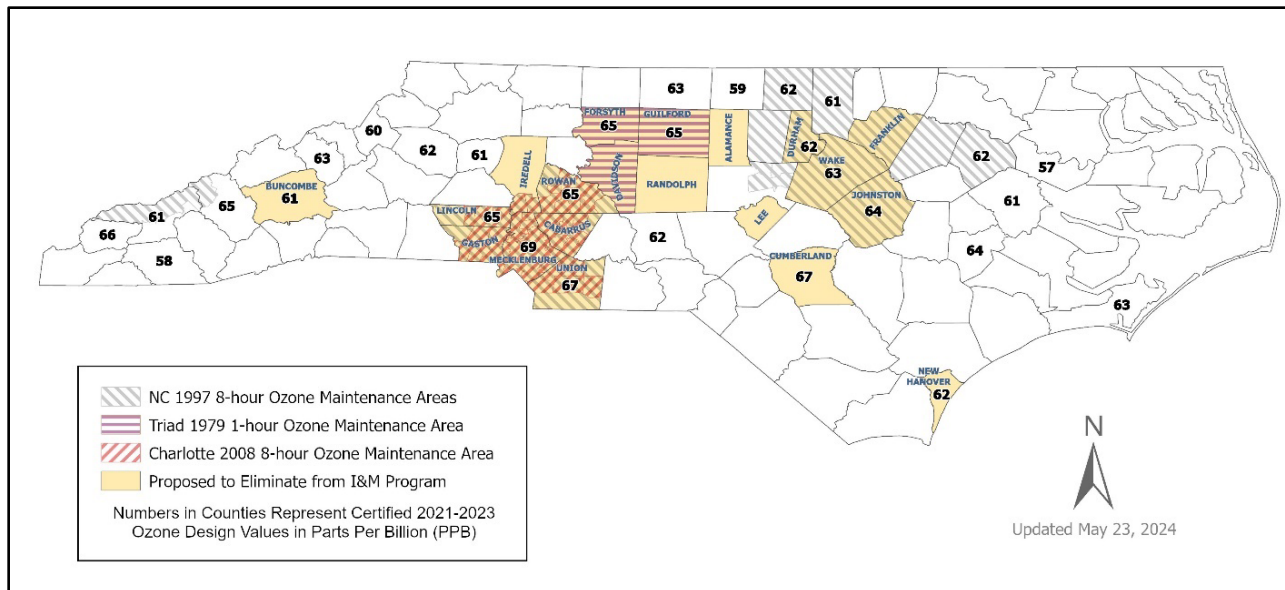 63
59
62
61
FORSYTH
65
GUILFORD
65
ALAMANCE
DURHAM
62
FRANKLIN
60
62
61
63
IREDELL
ROWAN
65
DAVIDSON
RANDOLPH
WAKE
63
62
57
BUNCOMBE
61
65
61
66
58
LINCOLN
65
CABARRUS
GASTON
69
MECKLENBURG
UNION
67
62
LEE
JOHNSTON
64
61
64
CUMBERLAND
67
63
NEW
HANOVER
62
NC 1997 8-hour Ozone Maintenance Areas
Triad 1979 1-hour Ozone Maintenance Area
Charlotte 2008 8-hour Ozone Maintenance Area
Proposed to Eliminate from I&M Program
Numbers in Counties Represent Certified 2021-2023
Ozone Design Values in Parts Per Billion (PPB)
N
Updated May 23, 2024